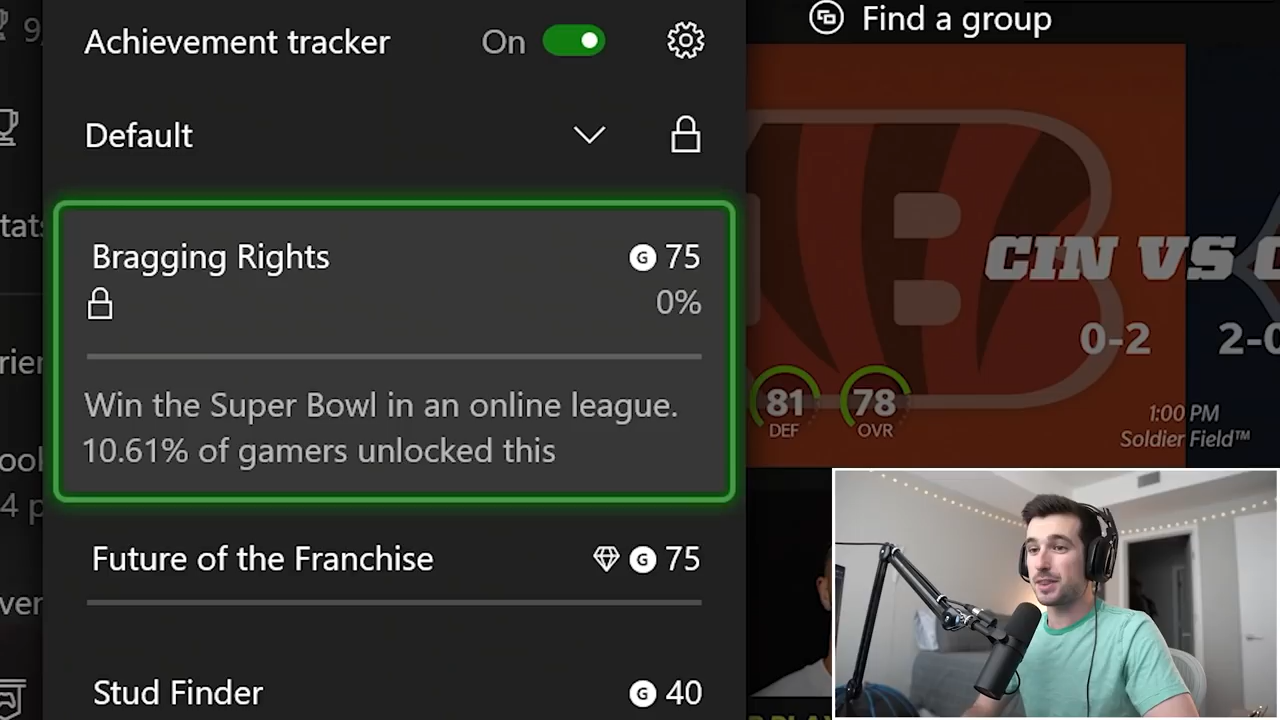 Achievement tracker
On
Find a group
Default
Bragging Rights
G 75
0%
Win the Super Bowl in an online league.
10.61% of gamers unlocked this
Future of the Franchise
G 75
Stud Finder
G 40
CIN VS
0-2
81
DEF
78
OVR
1:00 PM
Soldier Field™